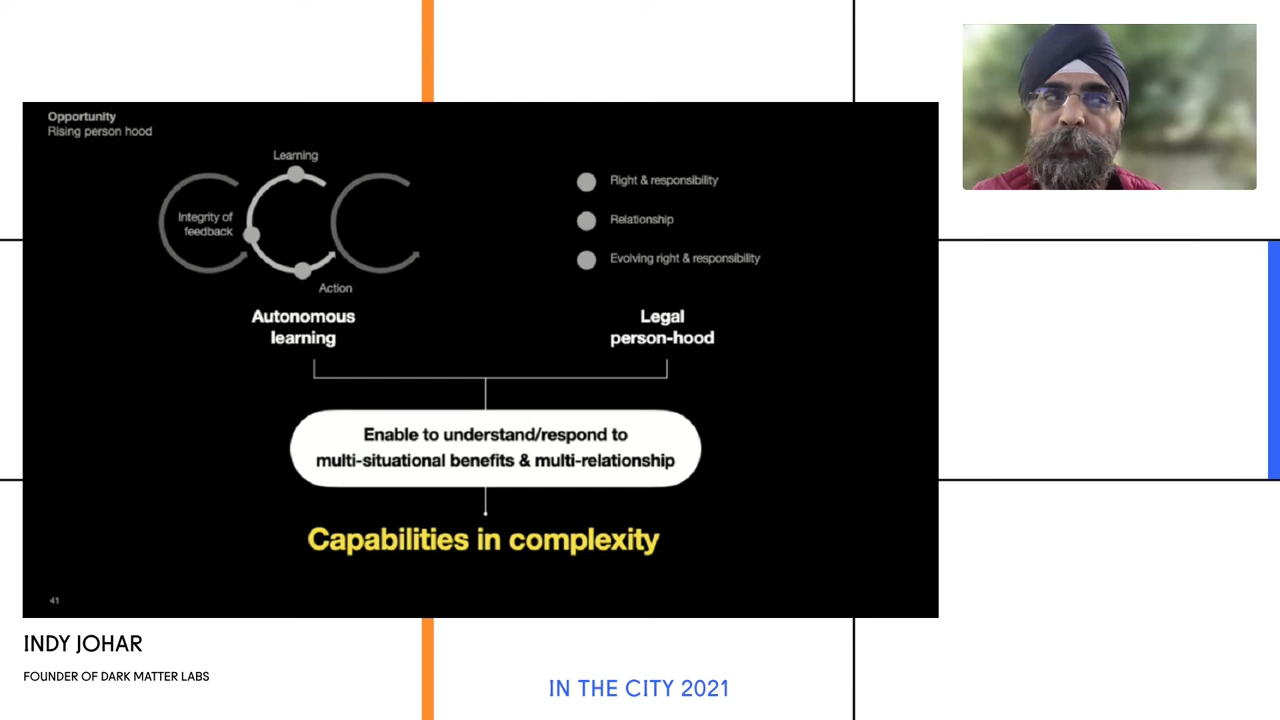 Opportunity
Rising person hood
Learning
Integrity of
feedback
Action
Autonomous
learning
Right & responsibility
Relationship
Evolving right & responsibility
Legal
person-hood
Enable to understand/respond to
multi-situational benefits & multi-relationship
Capabilities in complexity
41
INDY JOHAR
FOUNDER OF DARK MATTER LABS
IN THE CITY 2021